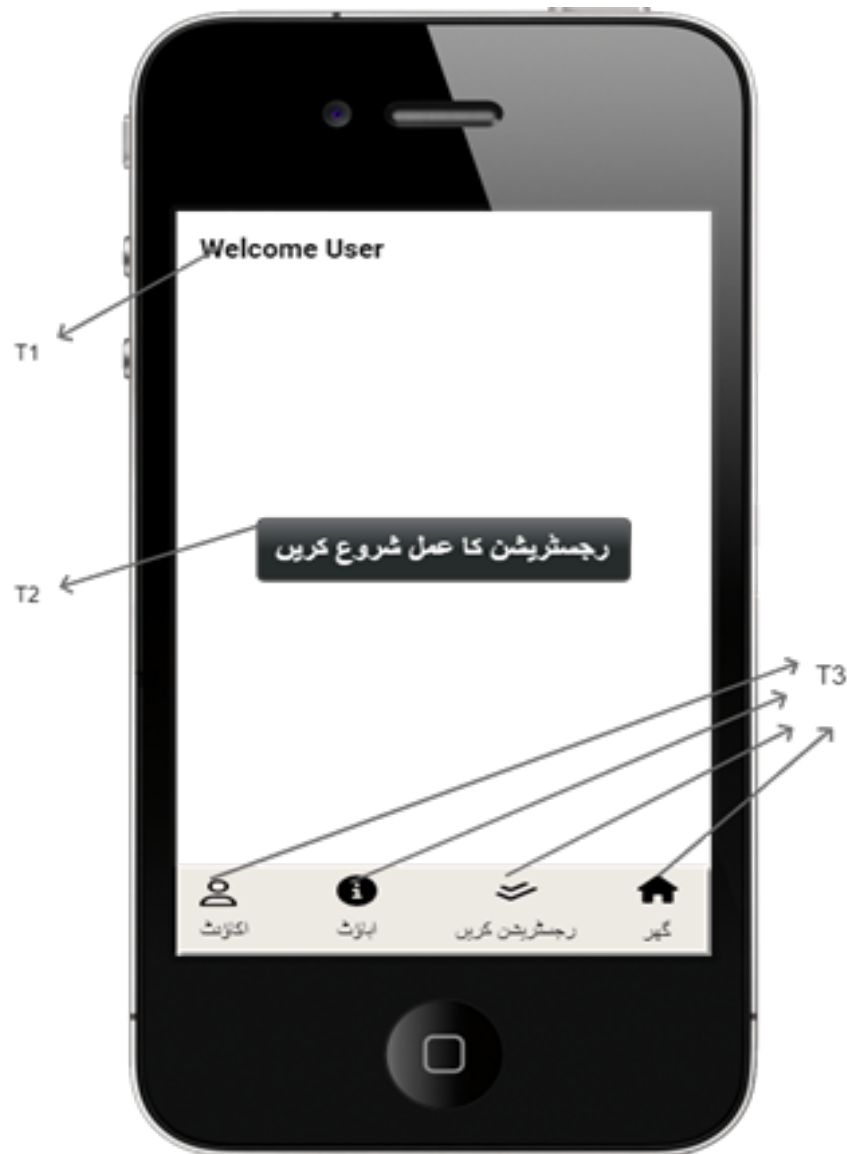 Welcome User
T1
رجسٹریشن کا عمل شروع کریں
T2
T3
گھر
رجسٹریشن کریں
اباؤٹ
اکاؤنٹ